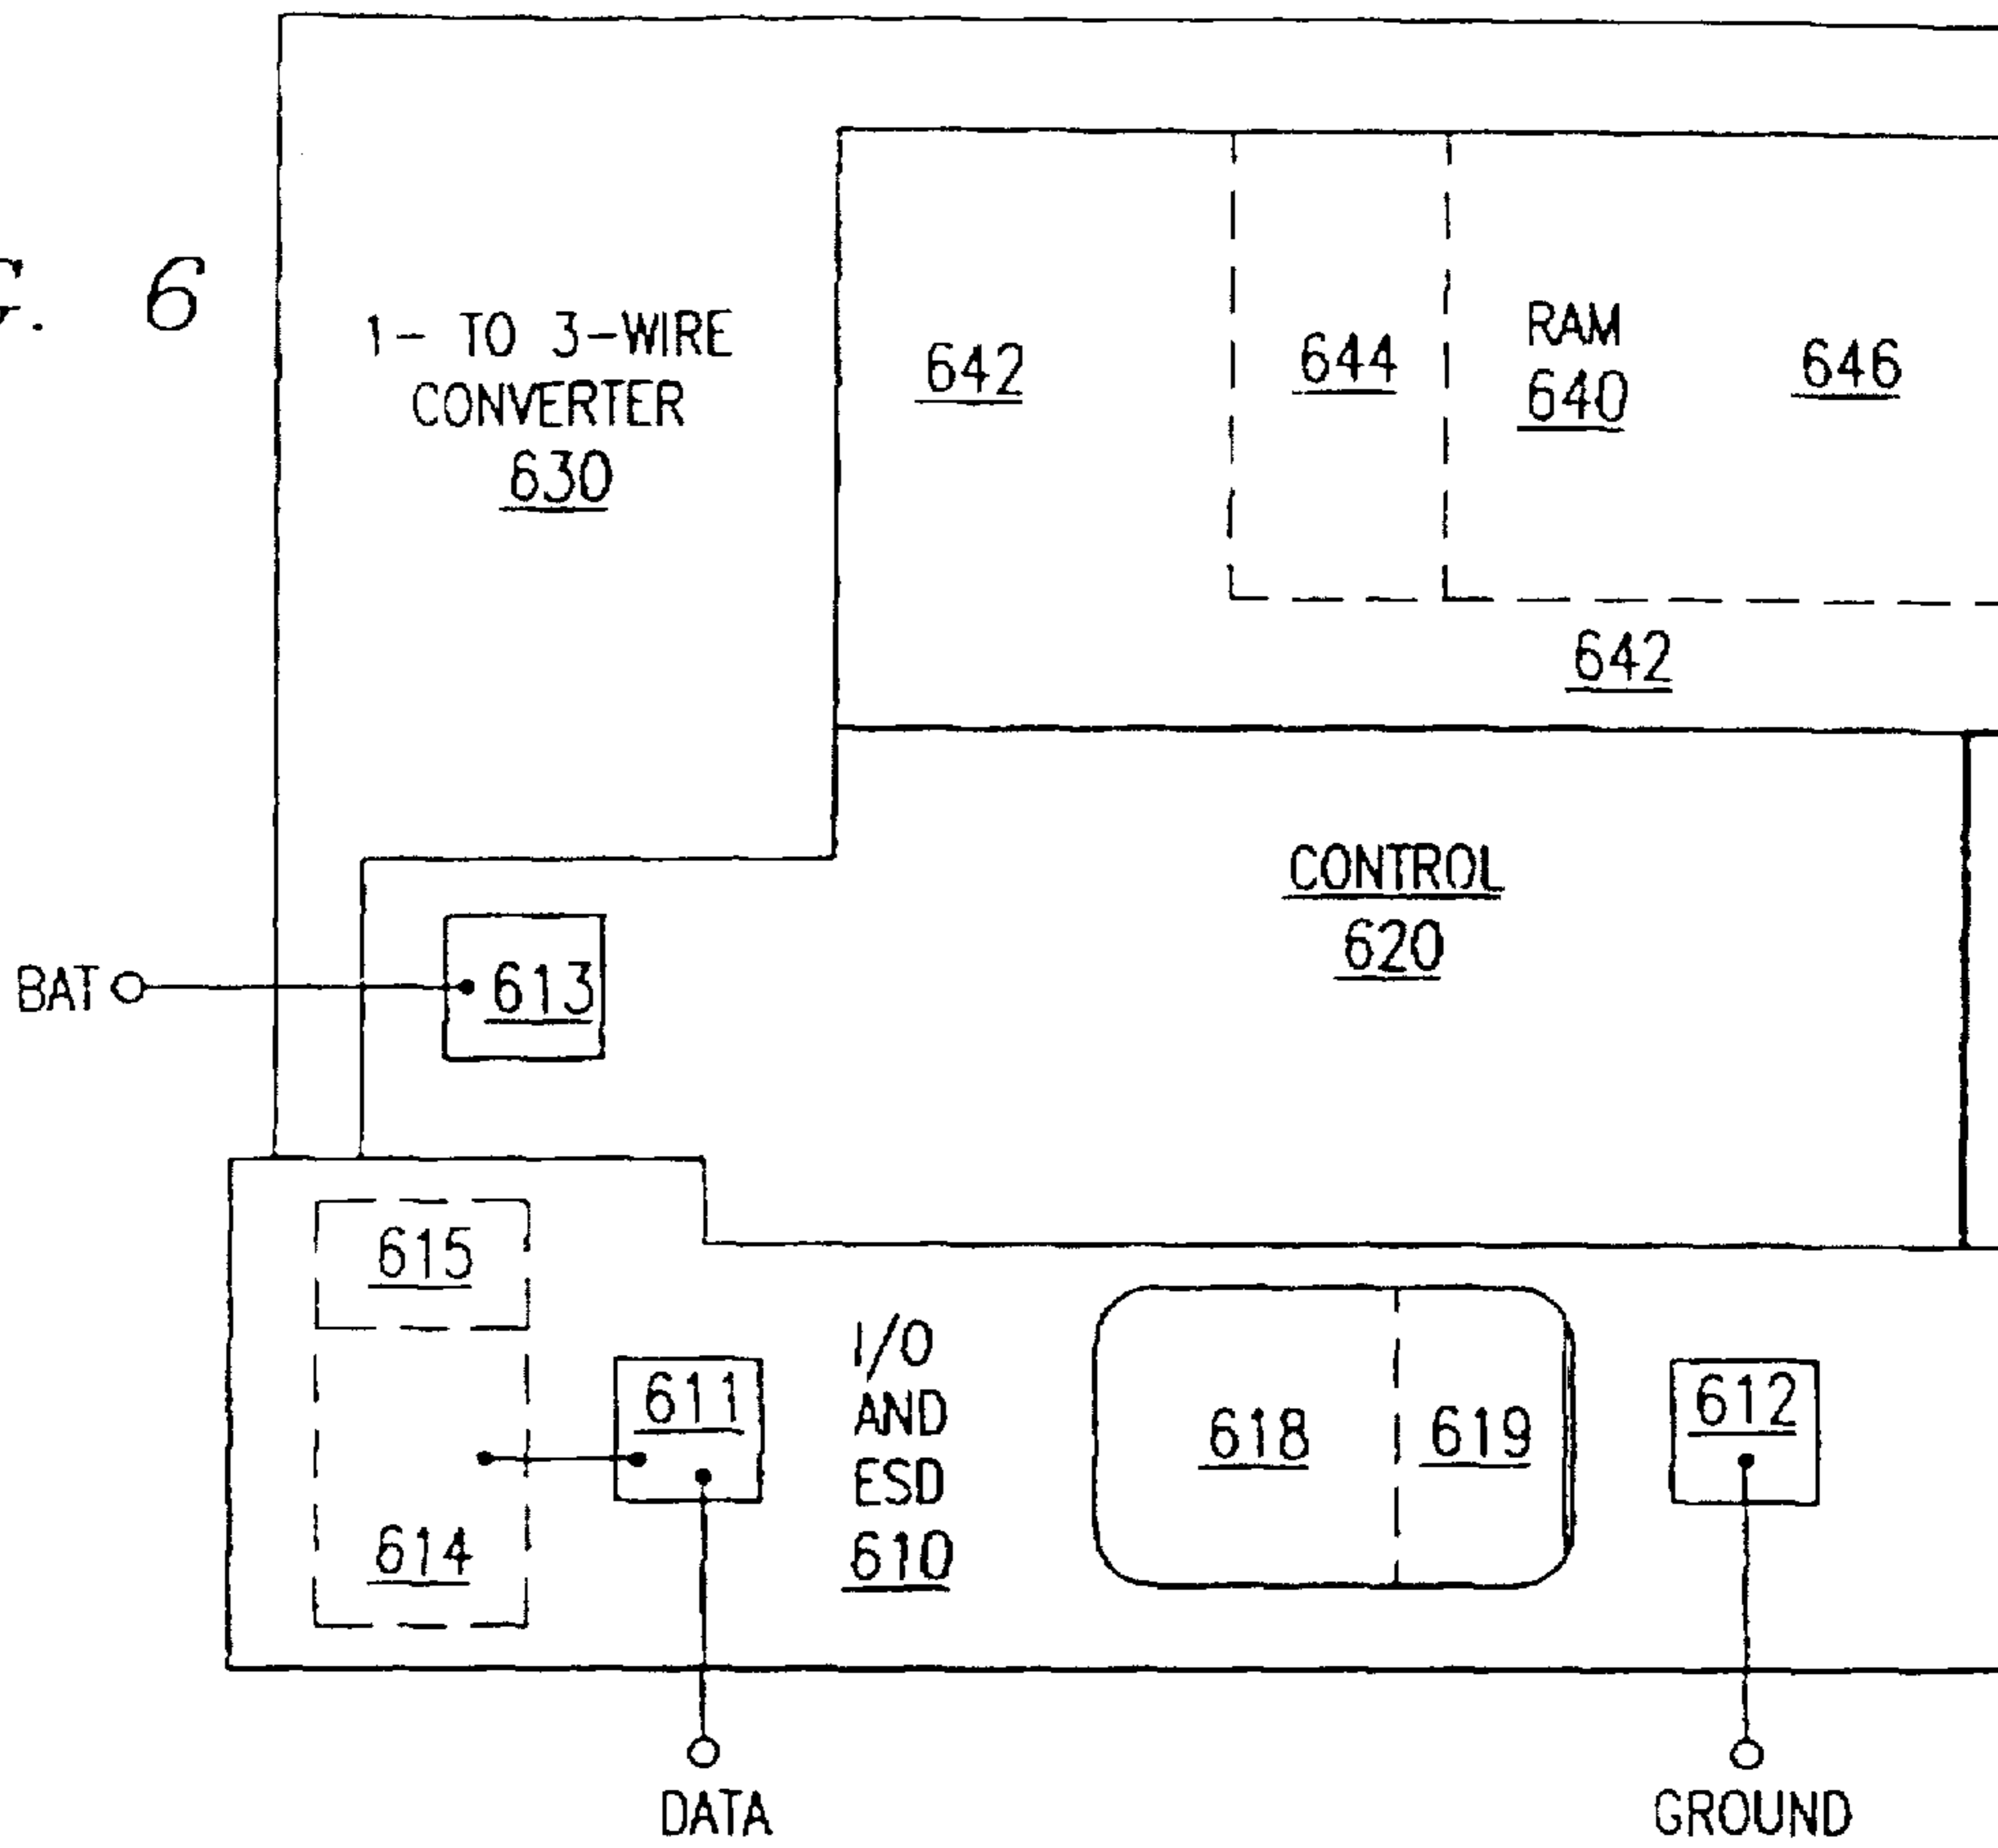 G. 6
1- TO 3-WIRE
CONVERTER
630
642
644
RAM
640
646
642
CONTROL
620
BAT
613
615
614
611
I/O
AND
ESD
610
618
619
612
DATA
GROUND